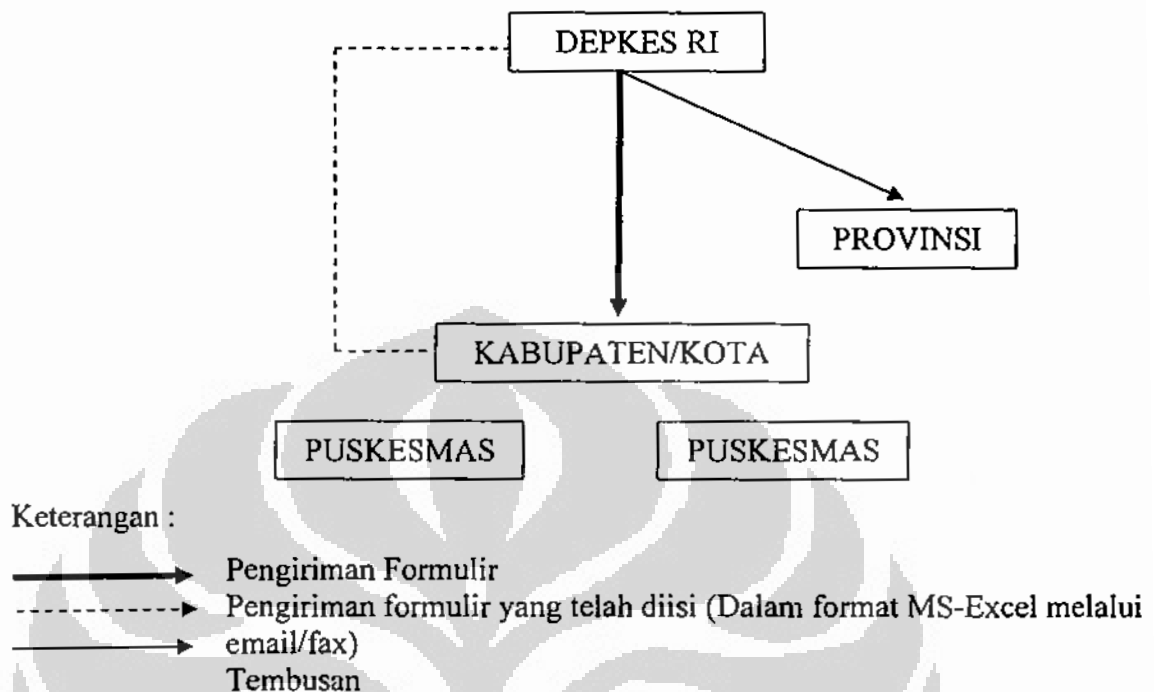 DEPKES RI
PROVINSI
KABUPATEN/KOTA
PUSKESMAS
PUSKESMAS
Keterangan :
Pengiriman Formulir
Pengiriman formulir yang telah diisi (Dalam format MS-Excel melalui
email/fax)
Tembusan